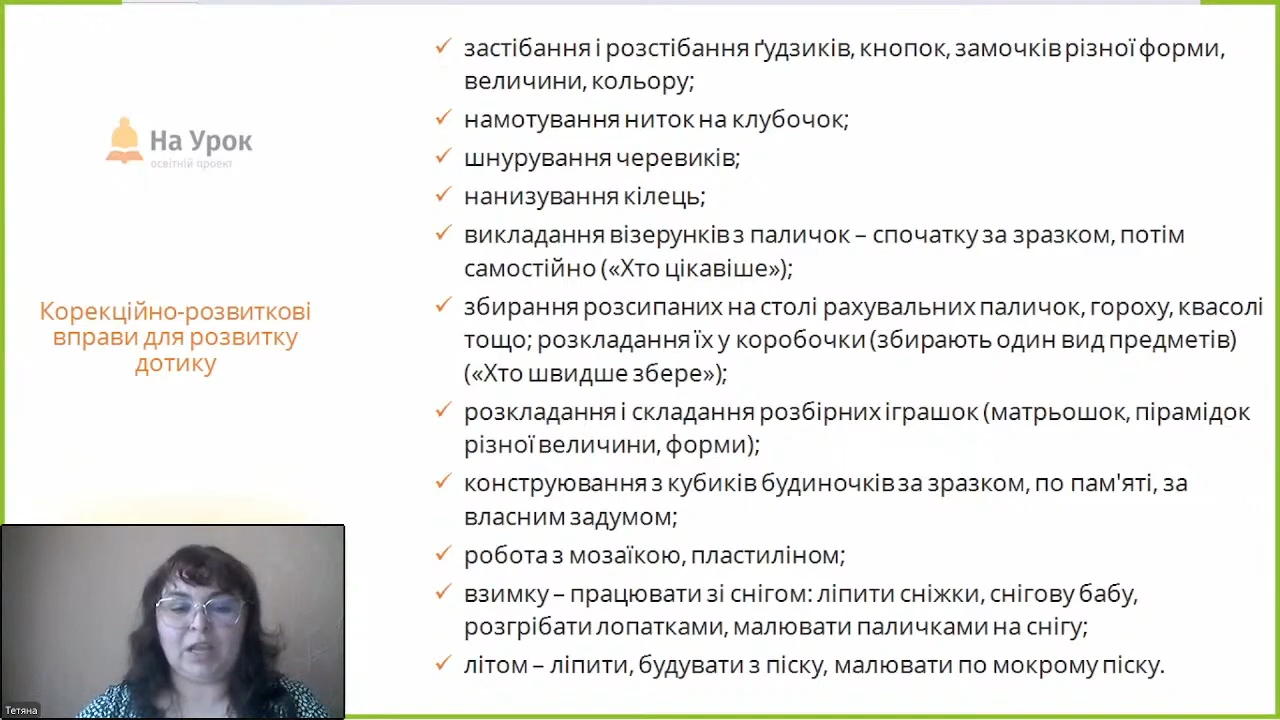 На Урок
освітній проект
Корекційно-розвиткові
вправи для розвитку
дотику
застібання і розстібання ґудзиків, кнопок, замочків різної форми,
величини, кольору;
намотування ниток на клубочок;
шнурування черевиків;
нанизування кілець;
викладання візерунків з паличок – спочатку за зразком, потім
самостійно («Хто цікавіше»);
збирання розсипаних на столі рахувальних паличок, гороху, квасолі
тощо; розкладання їх у коробочки (збирають один вид предметів)
(«Хто швидше збере»);
розкладання і складання розбірних іграшок (матрьошок, пірамідок
різної величини, форми);
конструювання з кубиків будиночків за зразком, по пам'яті, за
власним задумом;
робота з мозаїкою, пластиліном;
взимку – працювати зі снігом: ліпити сніжки, снігову бабу,
розгрібати лопатками, малювати паличками на снігу;
літом – ліпити, будувати з піску, малювати по мокрому піску.
Тетяна